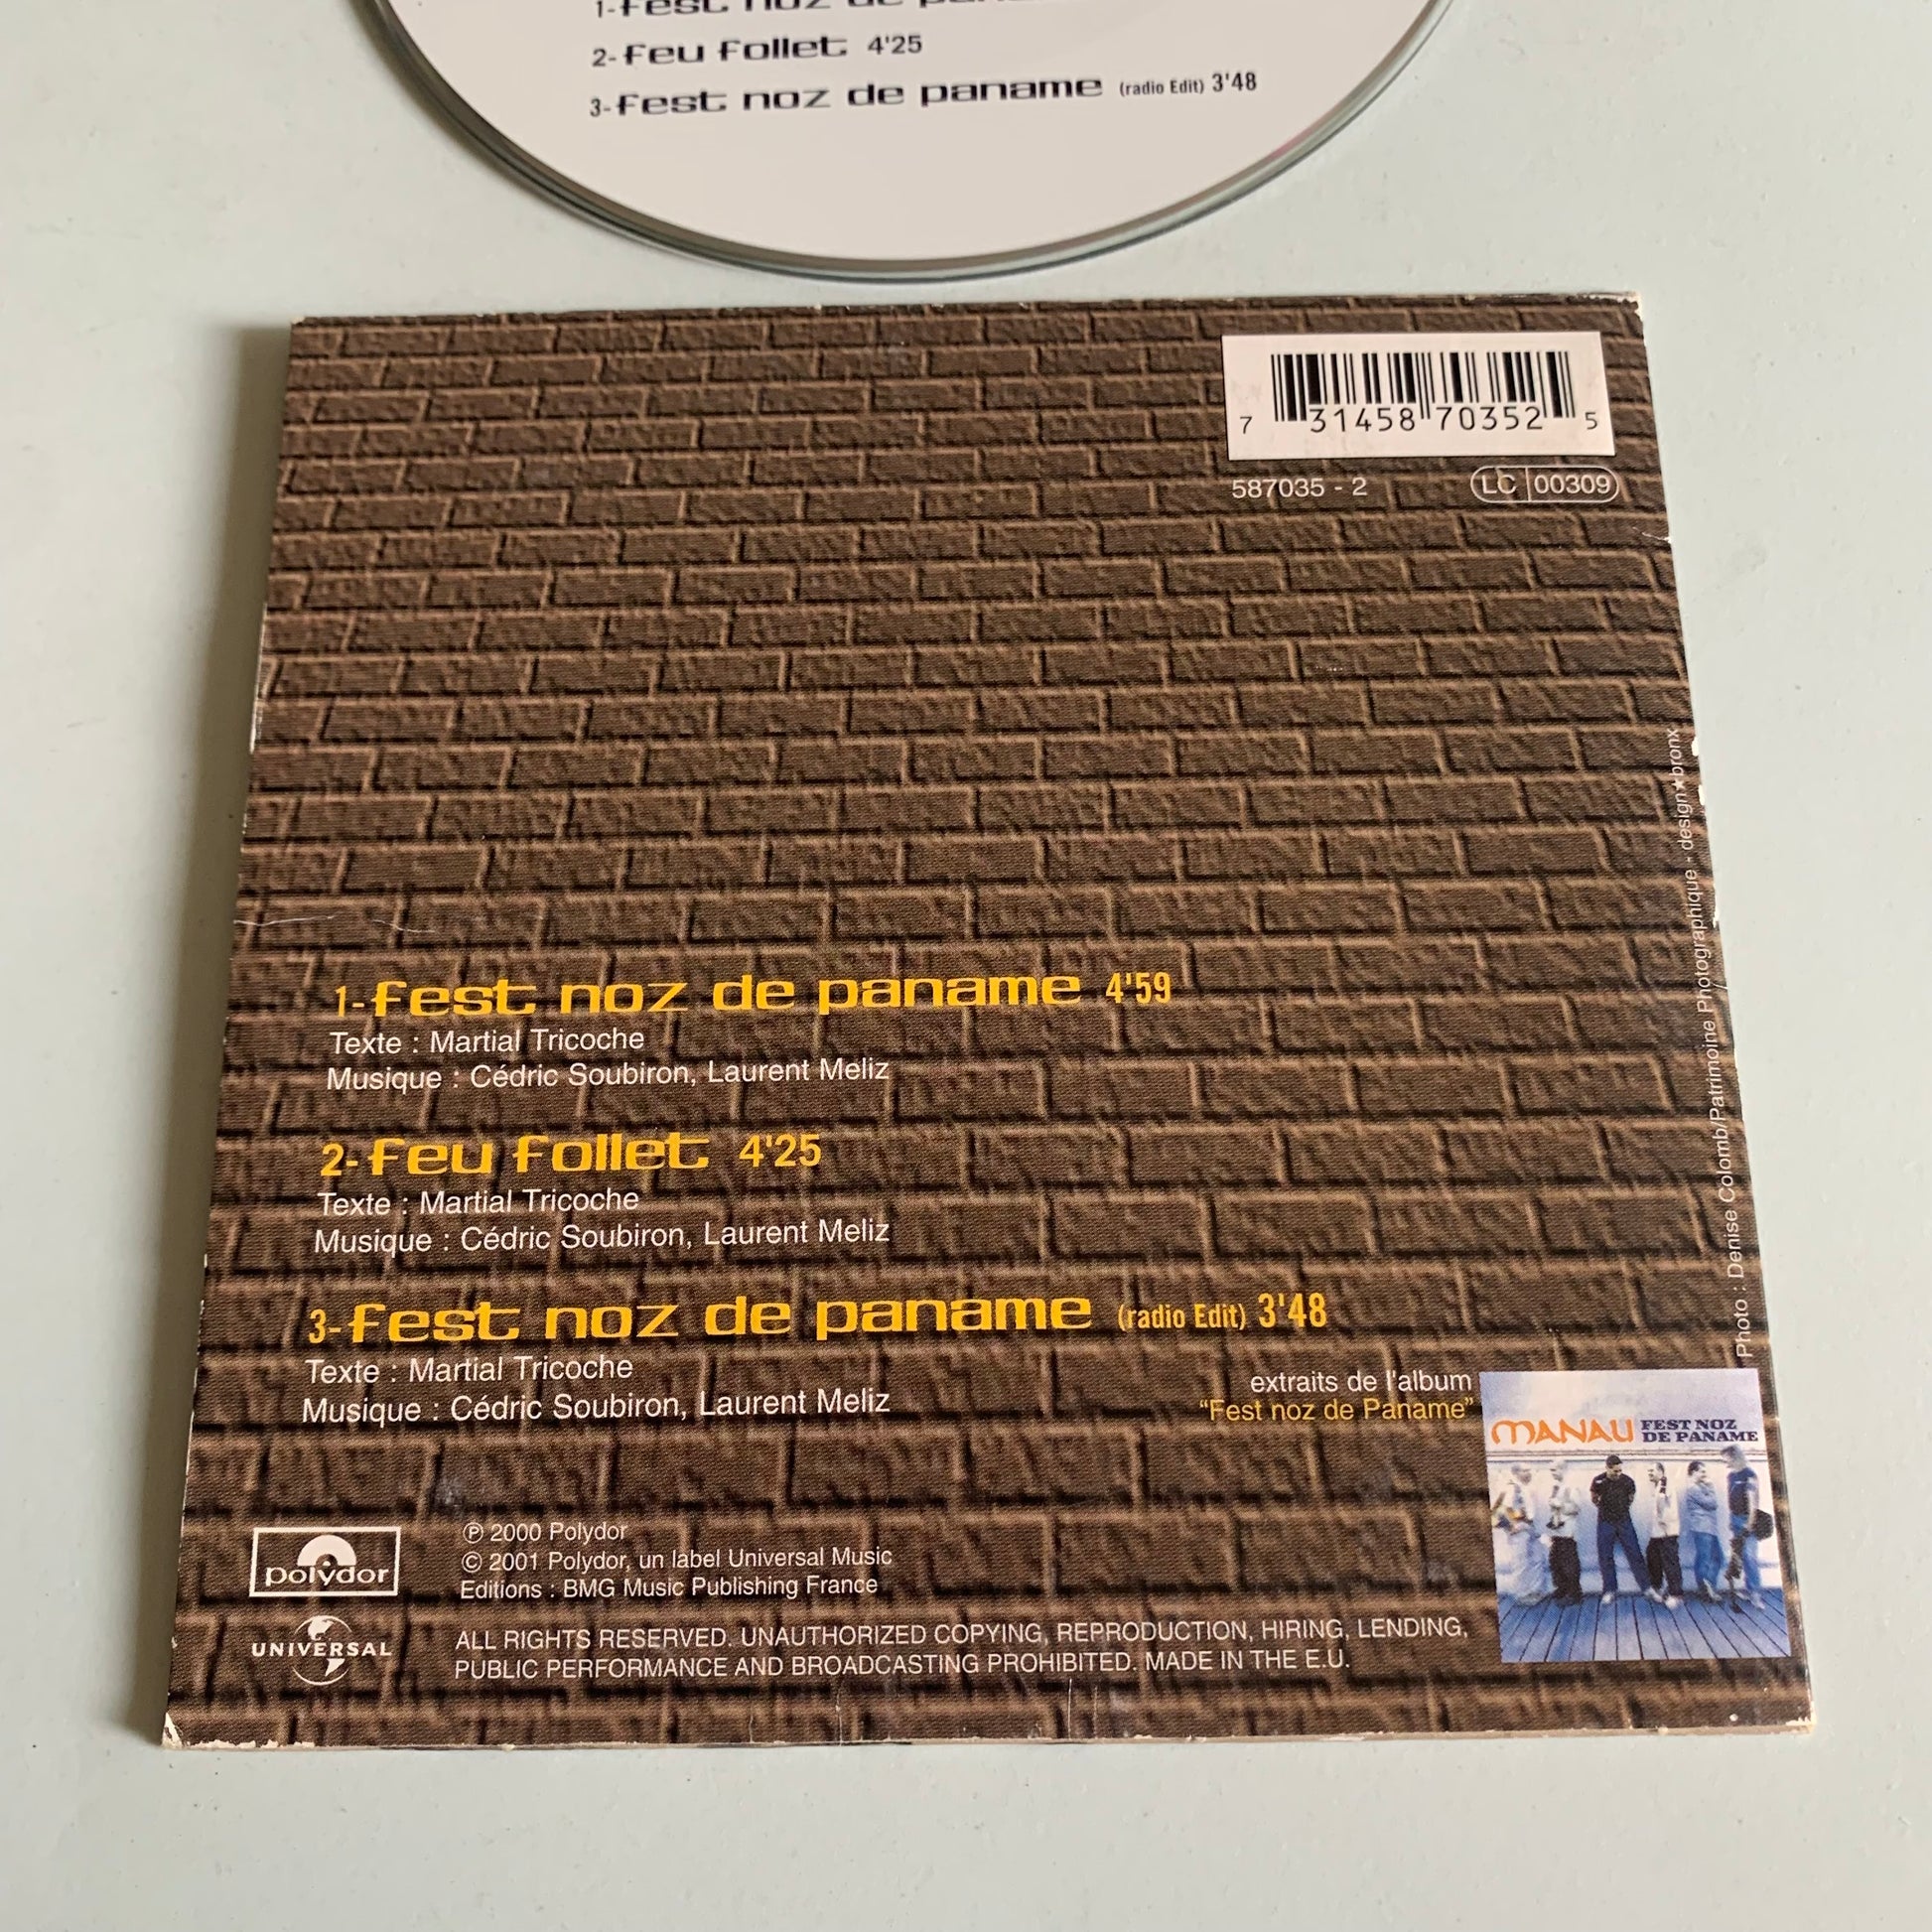 1-fest noz de paname
2-feu follet 4'25
3-fest noz de paname (radio Edit) 3'48
7 31458 70352 5
587035 - 2
LC 00309
Photo : Denise Colomb/Patrimoine Photographique - design★bronx
1-fest noz de paname 4'59
Texte : Martial Tricoche
Musique : Cédric Soubiron, Laurent Meliz
2-feu follet 4'25
Texte : Martial Tricoche
Musique : Cédric Soubiron, Laurent Meliz
3-fest noz de paname (radio Edit) 3'48
Texte : Martial Tricoche
Musique : Cédric Soubiron, Laurent Meliz
extraits de l'album
“Fest noz de Paname”
MANAU FEST NOZ
DE PANAME
polydor
UNIVERSAL
℗ 2000 Polydor
© 2001 Polydor, un label Universal Music
Editions : BMG Music Publishing France
ALL RIGHTS RESERVED. UNAUTHORIZED COPYING, REPRODUCTION, HIRING, LENDING,
PUBLIC PERFORMANCE AND BROADCASTING PROHIBITED. MADE IN THE E.U.